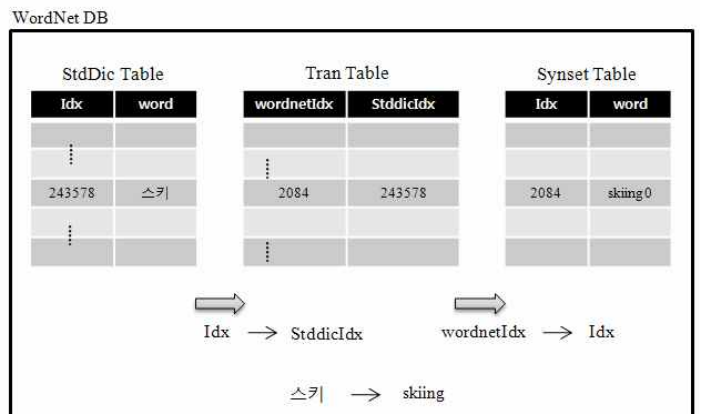 WordNet DB
StdDic Table
Tran Table
Synset Table
Idx word
wordnetIdx StddicIdx
Idx word
243578 스키
2084 243578
2084 skiing0
Idx → StddicIdx
wordnetIdx → Idx
스키 → skiing